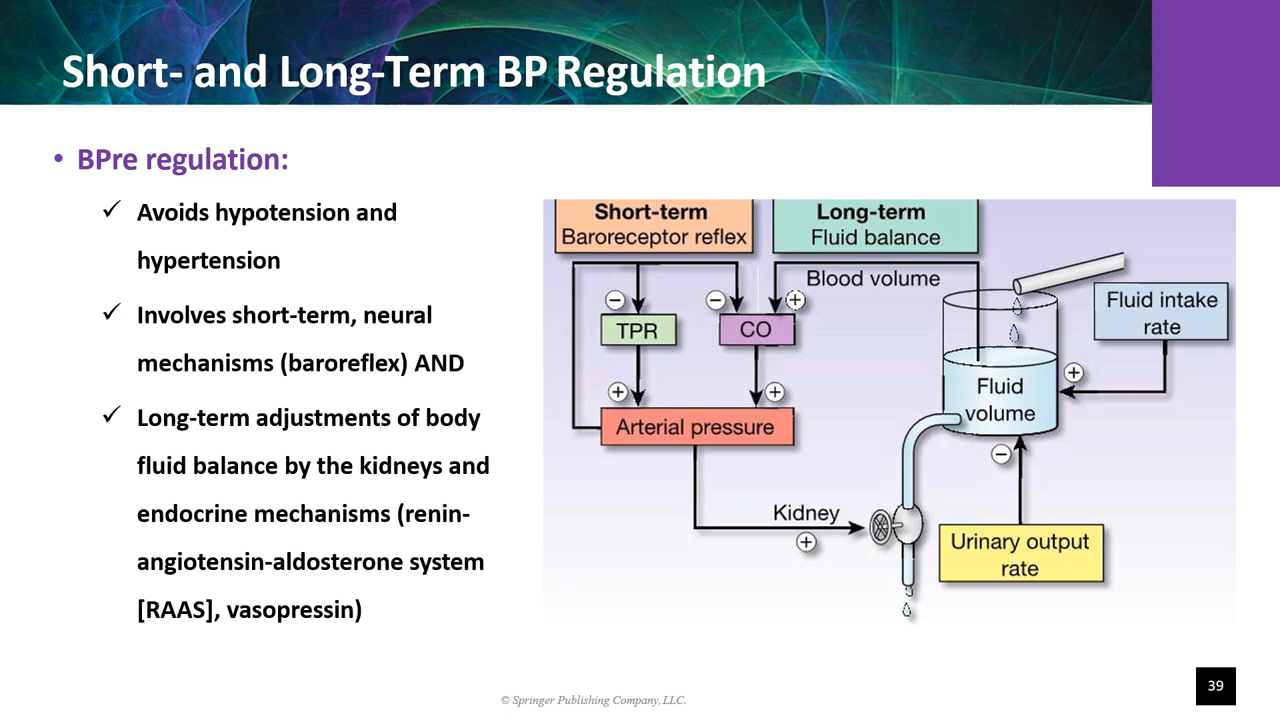 Short- and Long-Term BP Regulation
• BPre regulation:
✓ Avoids hypotension and
hypertension
✓ Involves short-term, neural
mechanisms (baroreflex) AND
✓ Long-term adjustments of body
fluid balance by the kidneys and
endocrine mechanisms (renin-
angiotensin-aldosterone system
[RAAS], vasopressin)
Short-term
Baroreceptor reflex
Long-term
Fluid balance
Blood volume
−
−
+
TPR
CO
+
+
Arterial pressure
Kidney
+
Fluid intake
rate
+
Fluid
volume
−
Urinary output
rate
© Springer Publishing Company, LLC.
39